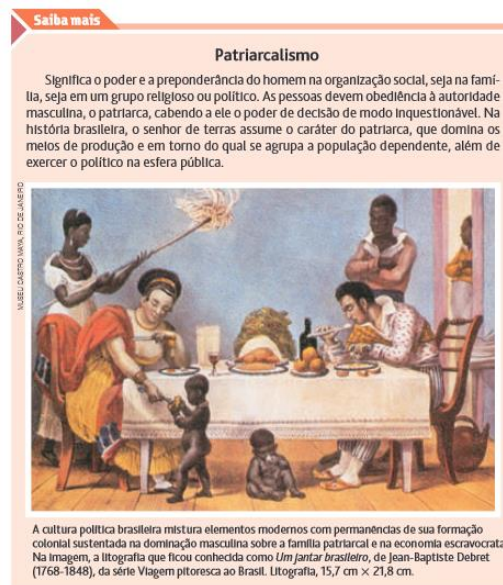 Saiba mais
Patriarcalismo
Significa o poder e a preponderância do homem na organização social, seja na famí-
lia, seja em um grupo religioso ou político. As pessoas devem obediência à autoridade
masculina, o patriarca, cabendo a ele o poder de decisão de modo inquestionável. Na
história brasileira, o senhor de terras assume o caráter do patriarca, que domina os
meios de produção e em torno do qual se agrupa a população dependente, além de
exercer o político na esfera pública.
MUSEU CASTRO MAYA, RIO DE JANEIRO
A cultura política brasileira mistura elementos modernos com permanências de sua formação
colonial sustentada na dominação masculina sobre a família patriarcal e na economia escravocrata
Na imagem, a litografia que ficou conhecida como Um jantar brasileiro, de Jean-Baptiste Debret
(1768-1848), da série Viagem pitoresca ao Brasil. Litografia, 15,7 cm × 21,8 cm.